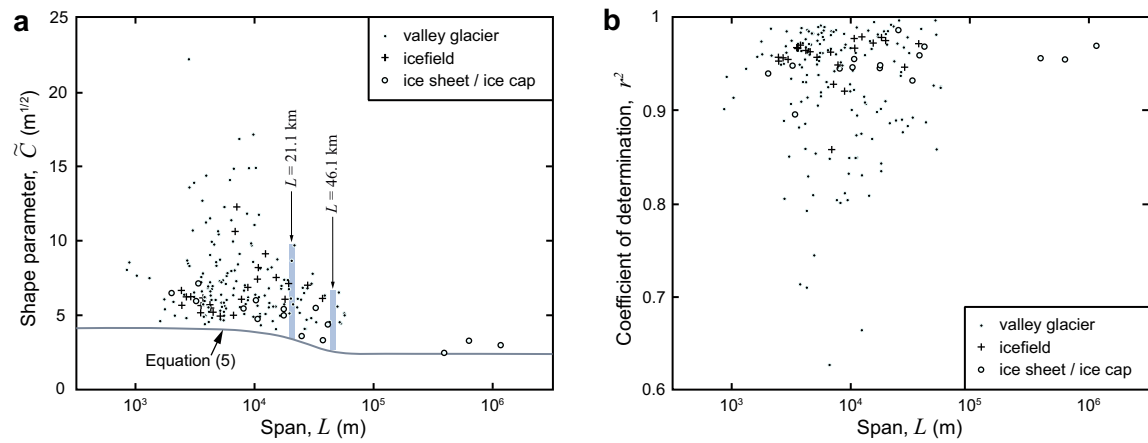 a
25
20
15
10
5
0
Shape parameter, C̃ (m1/2)
valley glacier
icefield
ice sheet / ice cap
L = 21.1 km
L = 46.1 km
Equation (5)
10³ 10⁴ 10⁵ 10⁶
Span, L (m)
b
1
0.9
0.8
0.7
0.6
Coefficient of determination, r²
valley glacier
icefield
ice sheet / ice cap
10³ 10⁴ 10⁵ 10⁶
Span, L (m)